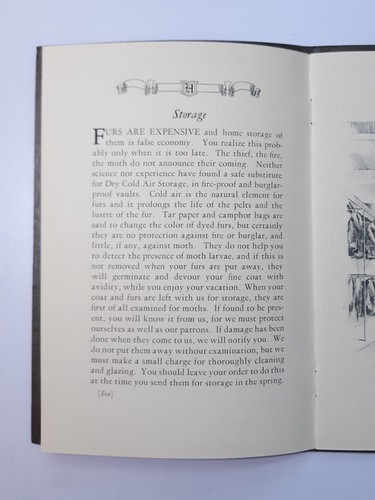 H
Storage
FURS ARE EXPENSIVE and home storage of
them is false economy. You realize this prob-
ably only when it is too late. The thief, the fire,
the moth do not announce their coming. Neither
science nor experience have found a safe substitute
for Dry Cold Air Storage, in fire-proof and burglar-
proof vaults. Cold air is the natural element for
furs and it prolongs the life of the pelts and the
lustre of the fur. Tar paper and camphor bags are
said to change the color of dyed furs, but certainly
they are no protection against fire or burglar, and
little, if any, against moth. They do not help you
to detect the presence of moth larvae, and if this
is not removed when your furs are put away, they
will germinate and devour your fine coat with
avidity, while you enjoy your vacation. When your
coat and furs are left with us for storage, they are
first of all examined for moths. If found to be pres-
ent, you will know it from us, for we must protect
ourselves as well as our patrons. If damage has been
done when they come to us, we will notify you. We
do not put them away without examination, but we
must make a small charge for thoroughly cleaning
and glazing. You should leave your order to do this
at the time you send them for storage in the spring.
[Six]